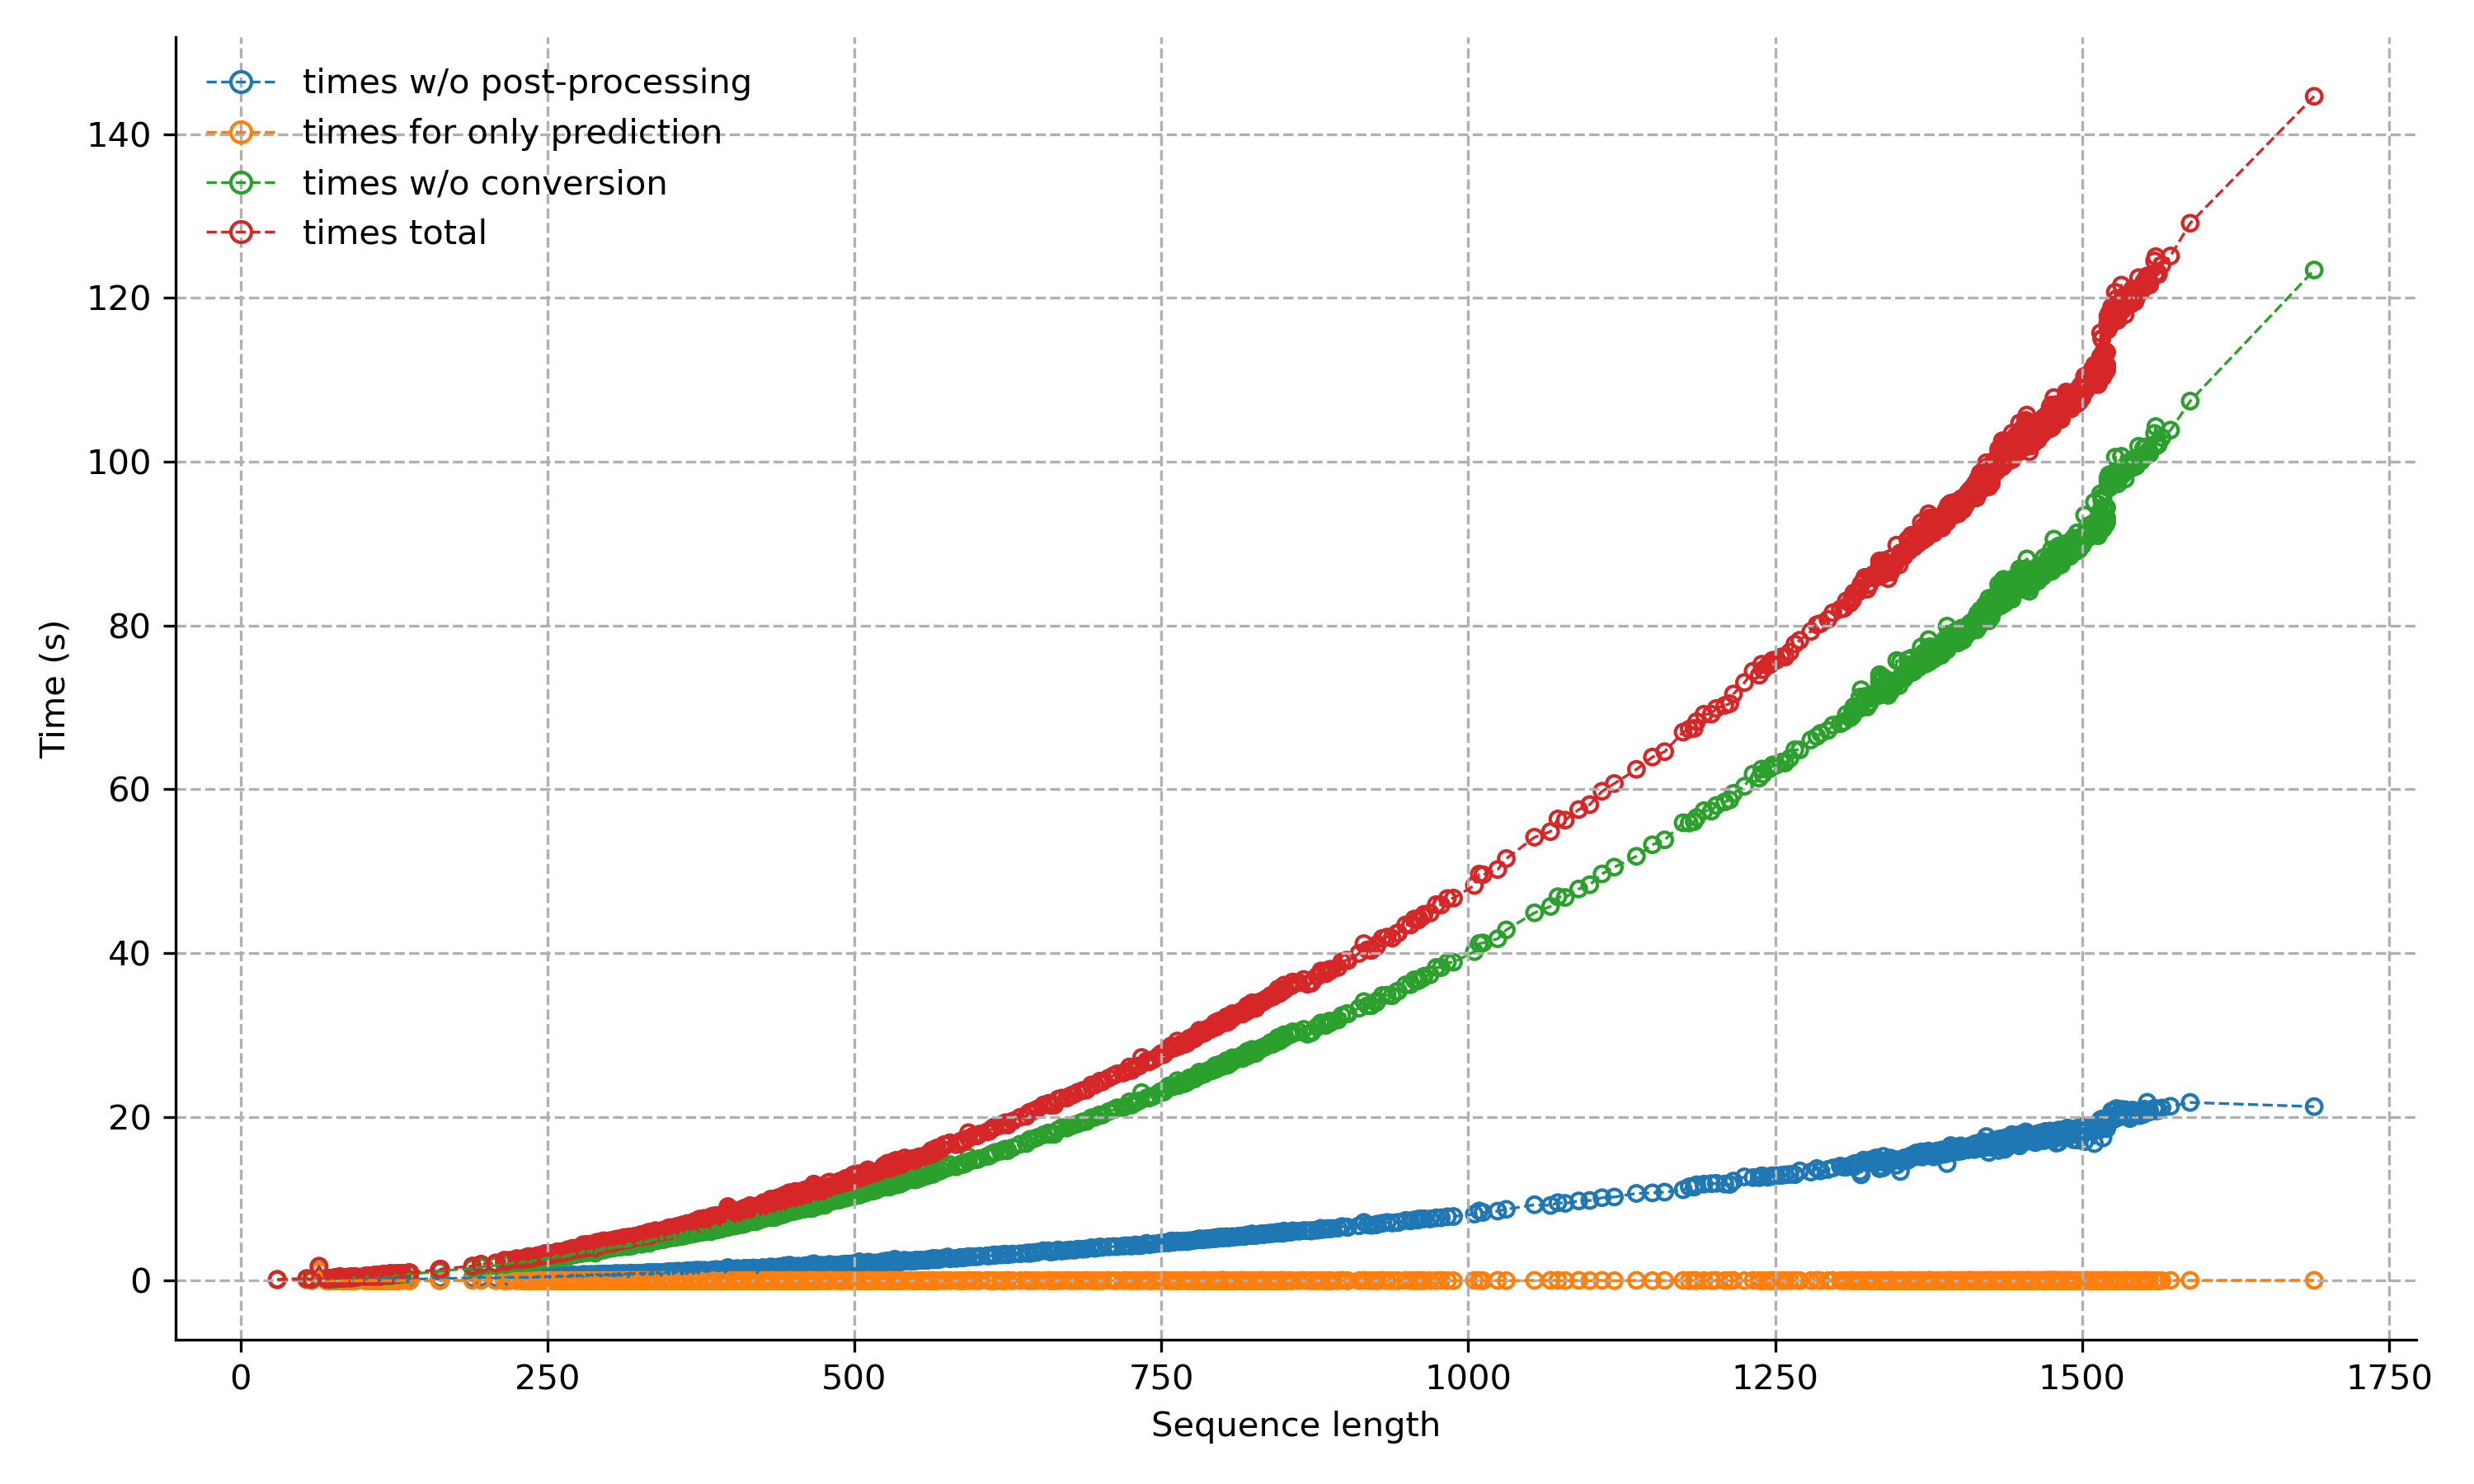 times w/o post-processing
times for only prediction
times w/o conversion
times total
140
120
100
80
60
40
20
0
Time (s)
0 250 500 750 1000 1250 1500 1750
Sequence length